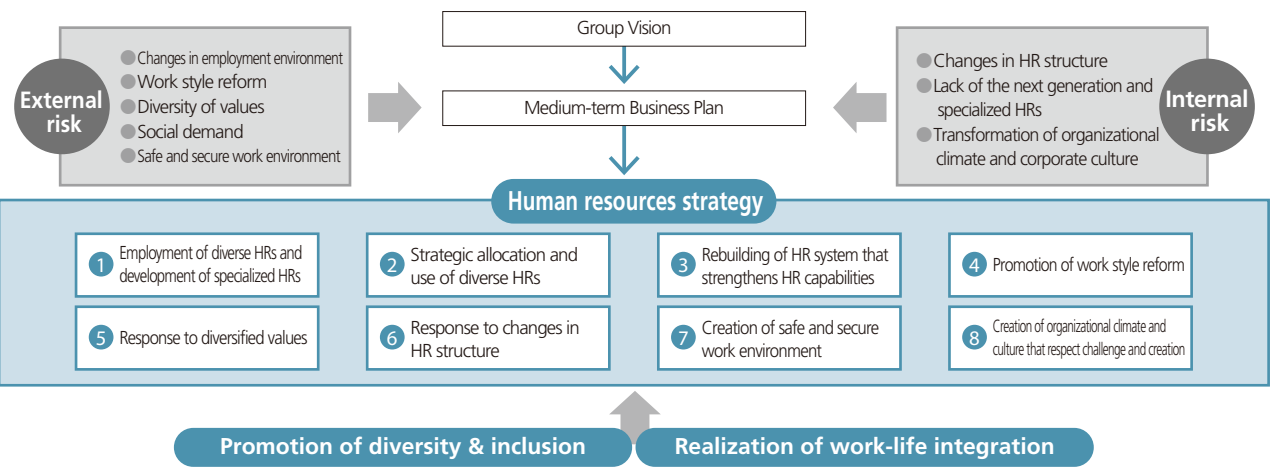 Group Vision
External
risk
Changes in employment environment
Work style reform
Diversity of values
Social demand
Safe and secure work environment
Medium-term Business Plan
Changes in HR structure
Lack of the next generation and
specialized HRs
Transformation of organizational
climate and corporate culture
Internal
risk
Human resources strategy
1 Employment of diverse HRs and
development of specialized HRs
2 Strategic allocation and
use of diverse HRs
3 Rebuilding of HR system that
strengthens HR capabilities
4 Promotion of work style reform
5 Response to diversified values
6 Response to changes in
HR structure
7 Creation of safe and secure
work environment
8 Creation of organizational climate and
culture that respect challenge and creation
Promotion of diversity & inclusion
Realization of work-life integration